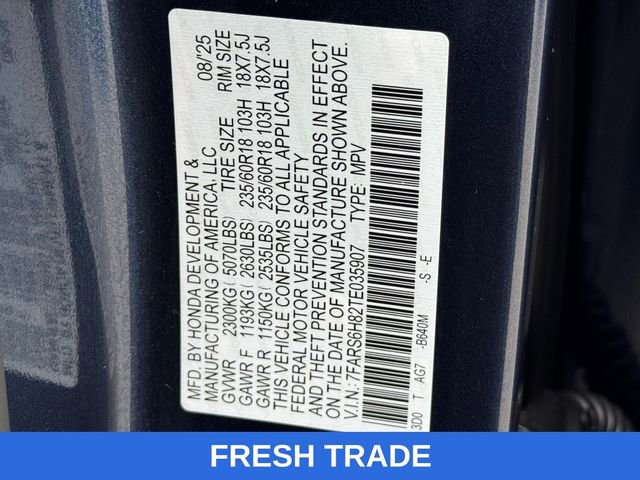 MFD. BY HONDA DEVELOPMENT & 08/'25
MANUFACTURING OF AMERICA, LLC
GVWR 2300KG ( 5070LBS) TIRE SIZE RIM SIZE
GAWR F 1193KG ( 2630LBS) 235/60R18 103H 18X7.5J
GAWR R 1150KG ( 2535LBS) 235/60R18 103H 18X7.5J
THIS VEHICLE CONFORMS TO ALL APPLICABLE
FEDERAL MOTOR VEHICLE SAFETY
AND THEFT PREVENTION STANDARDS IN EFFECT
ON THE DATE OF MANUFACTURE SHOWN ABOVE.
V.I.N.: 7FARS6H82TE035907 TYPE: MPV
3D0 T AG7 -B640M -S -E
FRESH TRADE